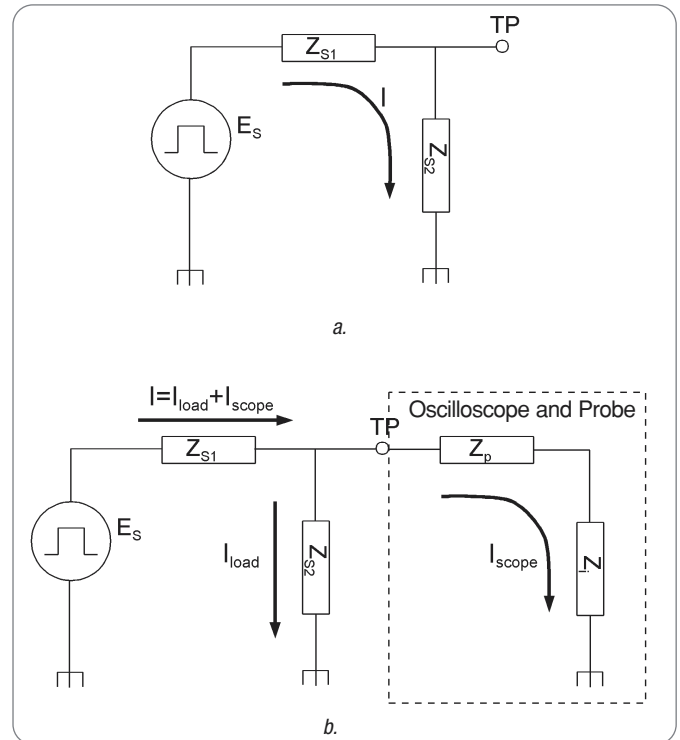 TP
Z_S1
I
E_S
Z_S2
a.
I=I_load+I_scope
TP
Oscilloscope and Probe
Z_S1
Z_p
E_S
I_load
Z_S2
I_scope
Z_i
b.